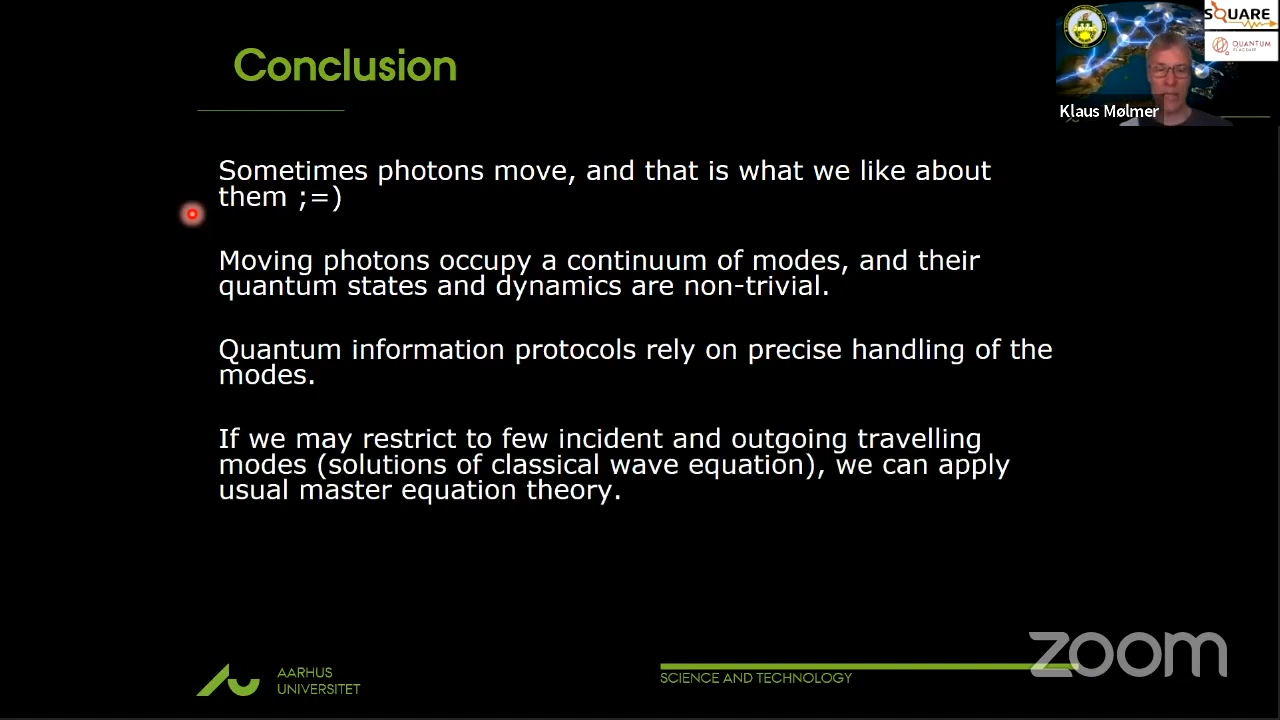 Conclusion
SQUARE
QUANTUM
FLAGSHIP
Klaus Mølmer
Sometimes photons move, and that is what we like about
them ;=)
Moving photons occupy a continuum of modes, and their
quantum states and dynamics are non-trivial.
Quantum information protocols rely on precise handling of the
modes.
If we may restrict to few incident and outgoing travelling
modes (solutions of classical wave equation), we can apply
usual master equation theory.
AARHUS
UNIVERSITET
SCIENCE AND TECHNOLOGY
zoom